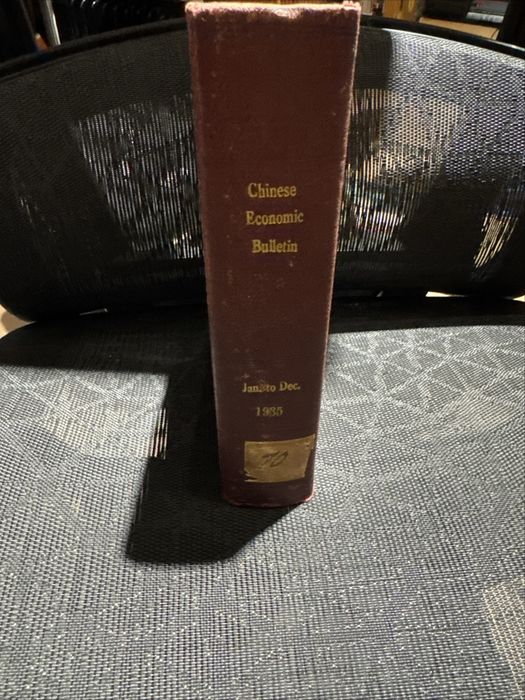 Chinese
Economic
Bulletin
Jan. to Dec.
1935